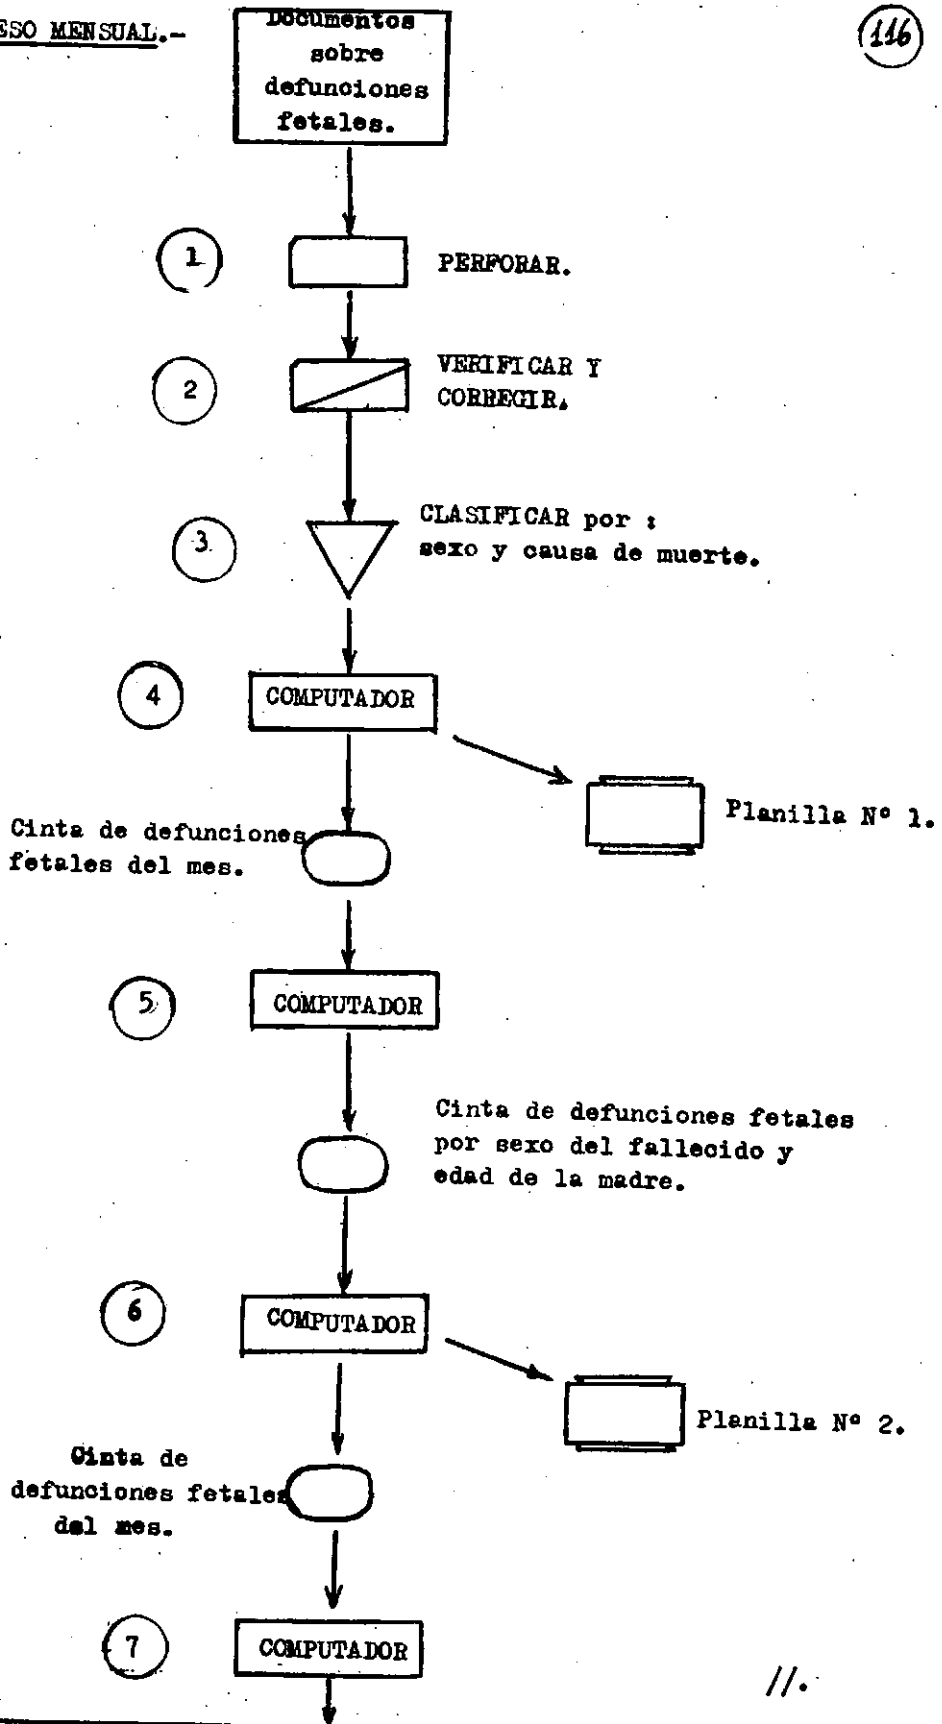 ESO MENSUAL.-
116
Documentos
sobre
defunciones
fetales.
1
PERFORAR.
2
VERIFICAR Y
CORREGIR.
3
CLASIFICAR por :
sexo y causa de muerte.
4
COMPUTADOR
Planilla Nº 1.
Cinta de defunciones
fetales del mes.
5
COMPUTADOR
Cinta de defunciones fetales
por sexo del fallecido y
edad de la madre.
6
COMPUTADOR
Planilla Nº 2.
Cinta de
defunciones fetales
del mes.
7
COMPUTADOR
//.